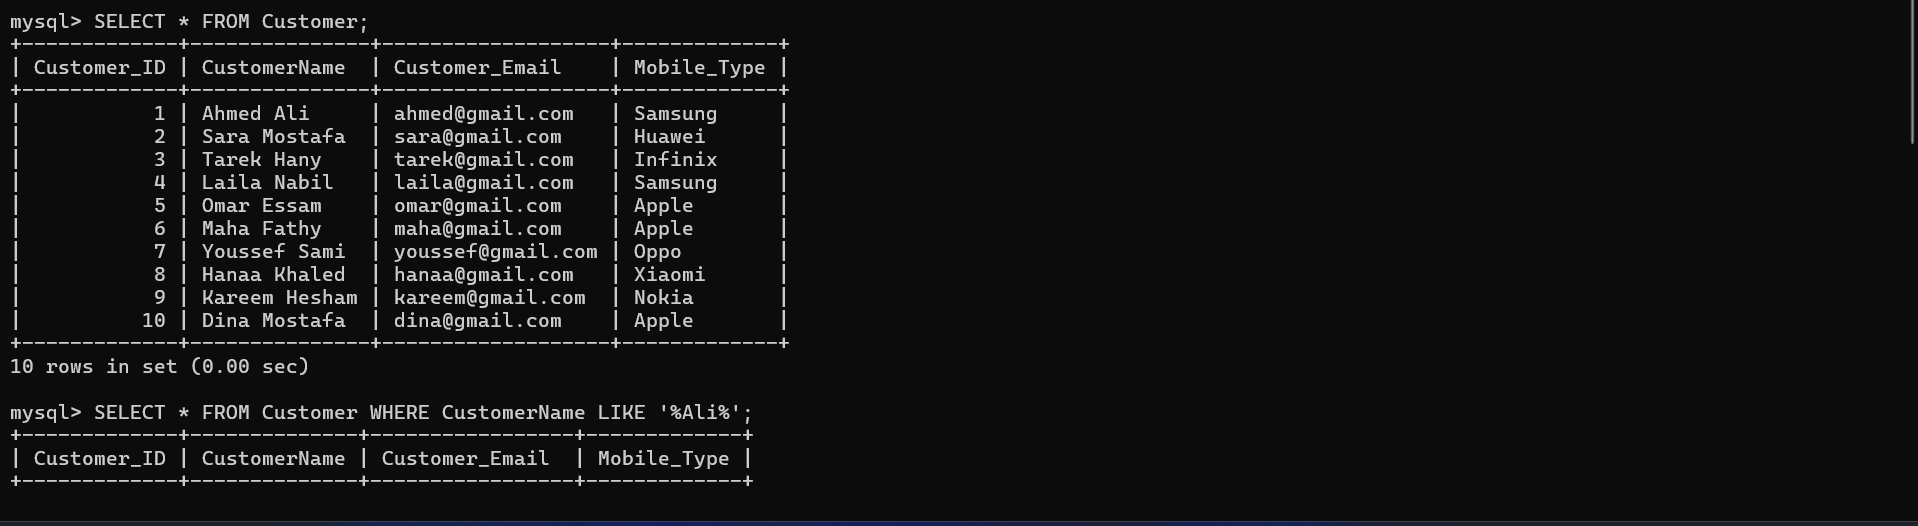 mysql> SELECT * FROM Customer;
+-------------+---------------+-------------------+-------------+
| Customer_ID | CustomerName  | Customer_Email    | Mobile_Type |
+-------------+---------------+-------------------+-------------+
|           1 | Ahmed Ali     | ahmed@gmail.com   | Samsung     |
|           2 | Sara Mostafa  | sara@gmail.com    | Huawei      |
|           3 | Tarek Hany    | tarek@gmail.com   | Infinix     |
|           4 | Laila Nabil   | laila@gmail.com   | Samsung     |
|           5 | Omar Essam    | omar@gmail.com    | Apple       |
|           6 | Maha Fathy    | maha@gmail.com    | Apple       |
|           7 | Youssef Sami  | youssef@gmail.com | Oppo        |
|           8 | Hanaa Khaled  | hanaa@gmail.com   | Xiaomi      |
|           9 | Kareem Hesham | kareem@gmail.com  | Nokia       |
|          10 | Dina Mostafa  | dina@gmail.com    | Apple       |
+-------------+---------------+-------------------+-------------+
10 rows in set (0.00 sec)
mysql> SELECT * FROM Customer WHERE CustomerName LIKE '%Ali%';
+-------------+--------------+-----------------+-------------+
| Customer_ID | CustomerName | Customer_Email  | Mobile_Type |
+-------------+--------------+-----------------+-------------+